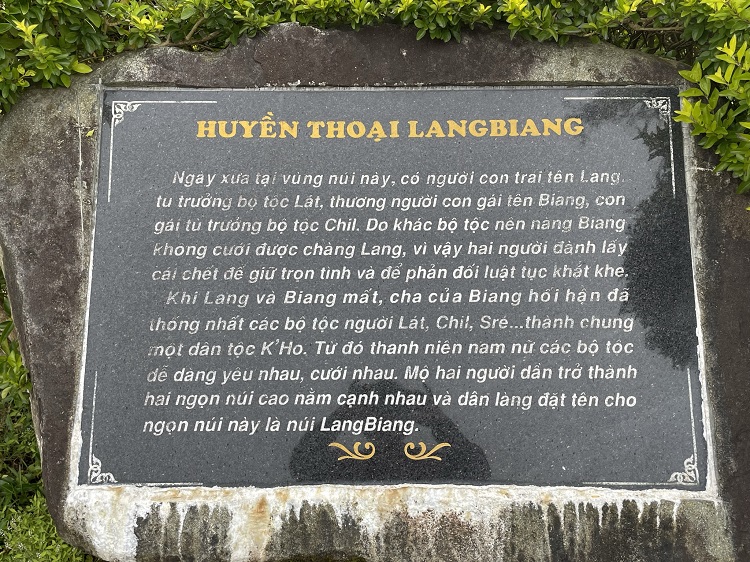 HUYỀN THOẠI LANGBIANG
Ngày xưa tại vùng núi này, có người con trai tên Lang,
tù trưởng bộ tộc Lát, thương người con gái tên Biang, con
gái tù trưởng bộ tộc Chil. Do khác bộ tộc nên nàng Biang
không cưới được chàng Lang, vì vậy hai người đành lấy
cái chết để giữ trọn tình và để phản đối luật tục khắt khe.
Khi Lang và Biang mất, cha của Biang hối hận đã
thống nhất các bộ tộc người Lát, Chil, Sré...thành chung
một dân tộc K'Ho. Từ đó thanh niên nam nữ các bộ tộc
dễ dàng yêu nhau, cưới nhau. Mộ hai người dần trở thành
hai ngọn núi cao nằm cạnh nhau và dân làng đặt tên cho
ngọn núi này là núi LangBiang.